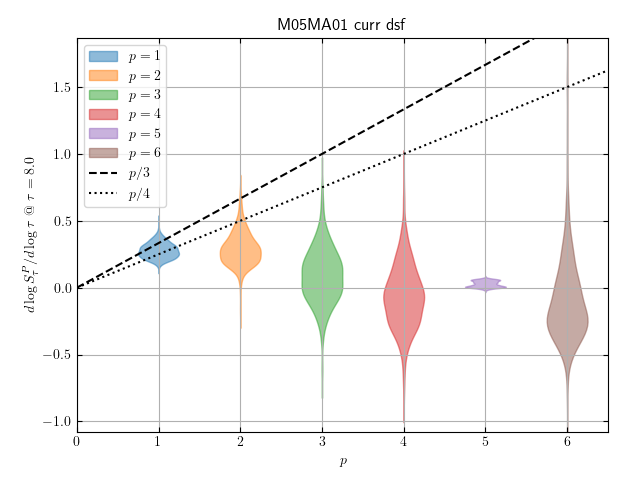 M05MA01 curr dsf
p = 1
p = 2
p = 3
p = 4
p = 5
p = 6
p/3
p/4
d log S_τ^P / d log τ @ τ = 8.0
1.5
1.0
0.5
0.0
−0.5
−1.0
0 1 2 3 4 5 6
p